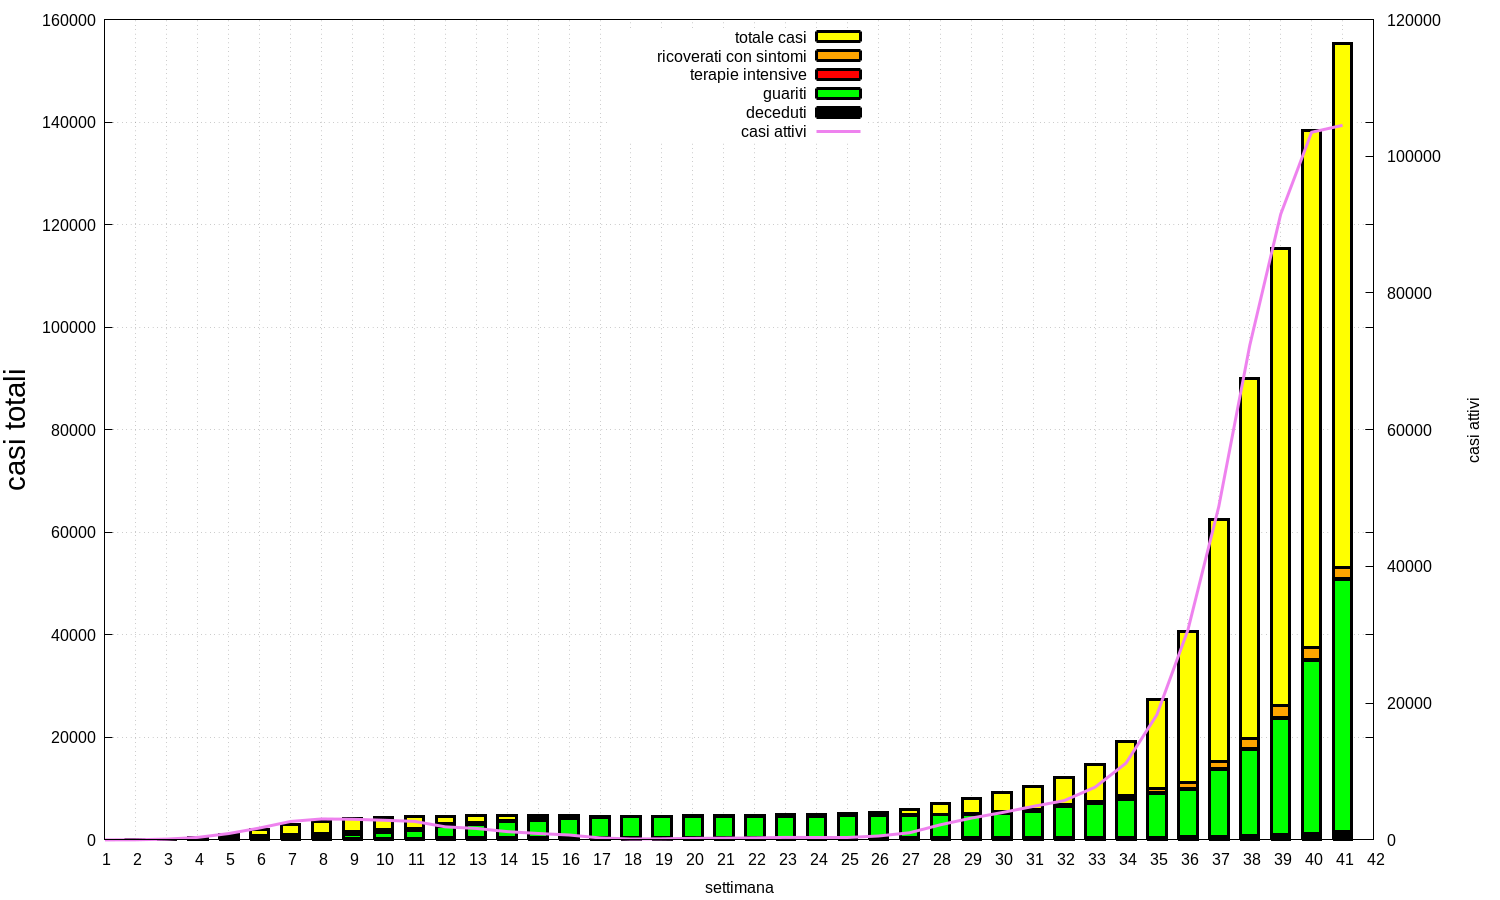 totale casi
ricoverati con sintomi
terapie intensive
guariti
deceduti
casi attivi
160000
140000
120000
100000
80000
60000
40000
20000
0
casi totali
120000
100000
80000
60000
40000
20000
0
casi attivi
1 2 3 4 5 6 7 8 9 10 11 12 13 14 15 16 17 18 19 20 21 22 23 24 25 26 27 28 29 30 31 32 33 34 35 36 37 38 39 40 41 42
settimana